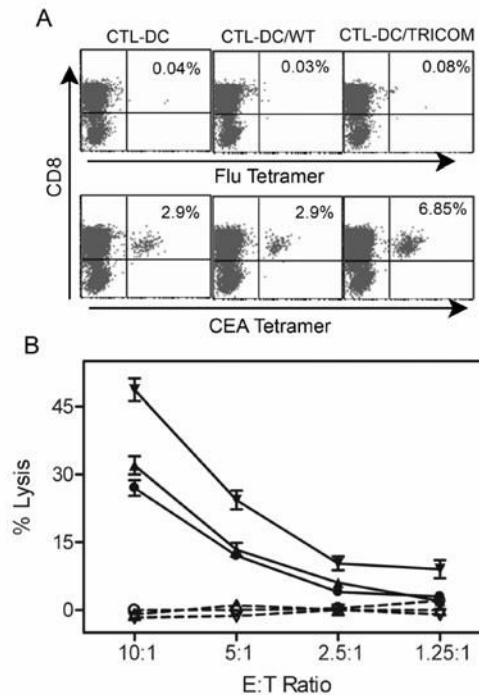 A
CTL-DC CTL-DC/WT CTL-DC/TRICOM
0.04% 0.03% 0.08%
CD8
Flu Tetramer
2.9% 2.9% 6.85%
CEA Tetramer
B
45
30
15
0
% Lysis
10:1 5:1 2.5:1 1.25:1
E:T Ratio